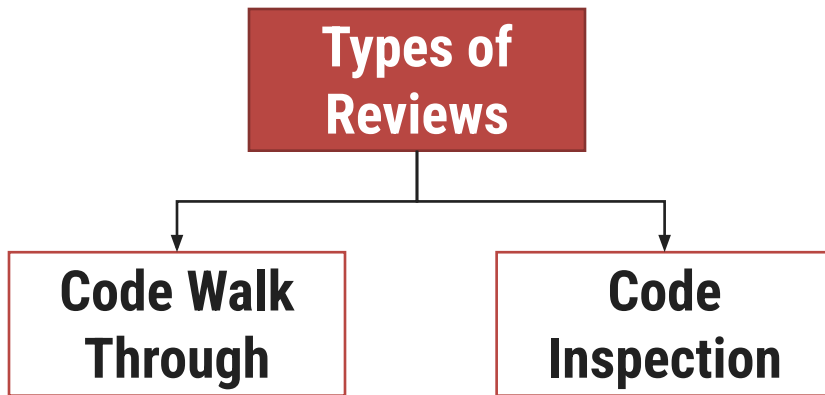 Types of
Reviews
Code Walk
Through
Code
Inspection